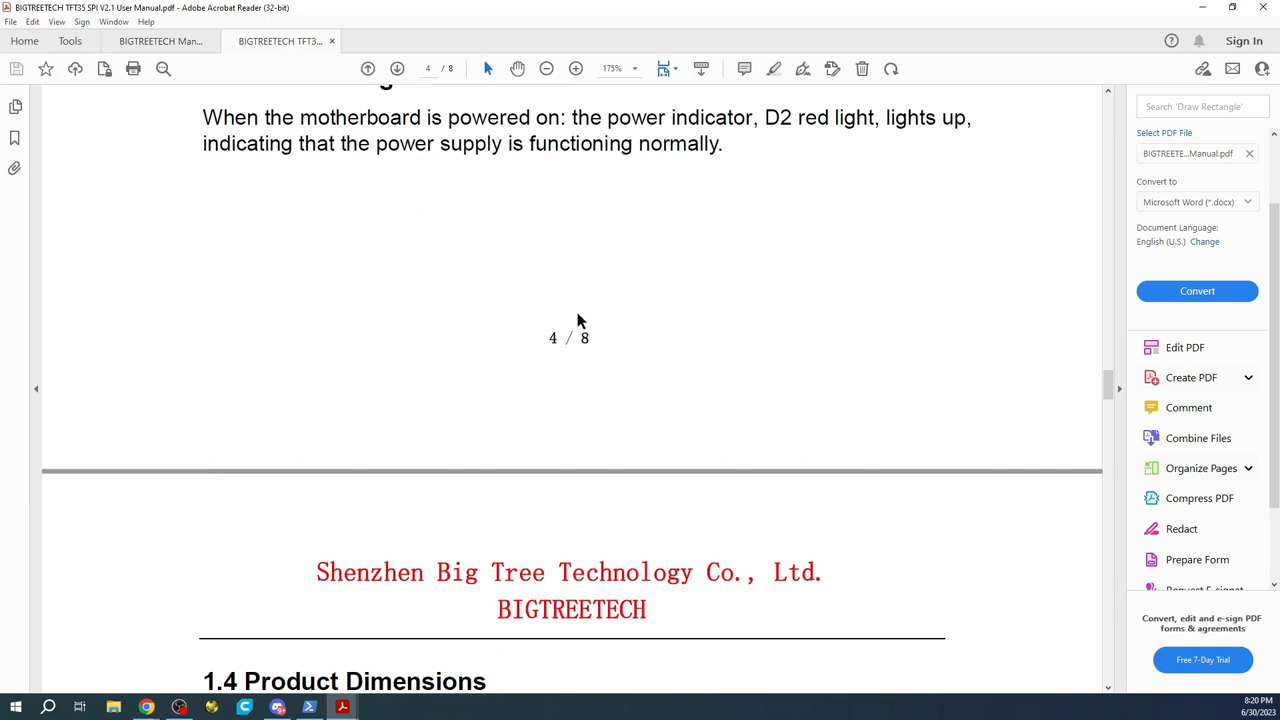 BIGTREETECH TFT35 SPI V2.1 User Manual.pdf - Adobe Acrobat Reader (32-bit)
File Edit View Sign Window Help
Home Tools BIGTREETECH Man... BIGTREETECH TFT3... ×
Sign In
4 / 8
175%
When the motherboard is powered on: the power indicator, D2 red light, lights up,
indicating that the power supply is functioning normally.
4 / 8
Shenzhen Big Tree Technology Co., Ltd.
BIGTREETECH
1.4 Product Dimensions
Search 'Draw Rectangle'
Select PDF File
BIGTREETE...Manual.pdf
Convert to
Microsoft Word (*.docx)
Document Language:
English (U.S.) Change
Convert
Edit PDF
Create PDF
Comment
Combine Files
Organize Pages
Compress PDF
Redact
Prepare Form
Request E-signat
Convert, edit and e-sign PDF
forms & agreements
Free 7-Day Trial
8:20 PM
6/30/2023